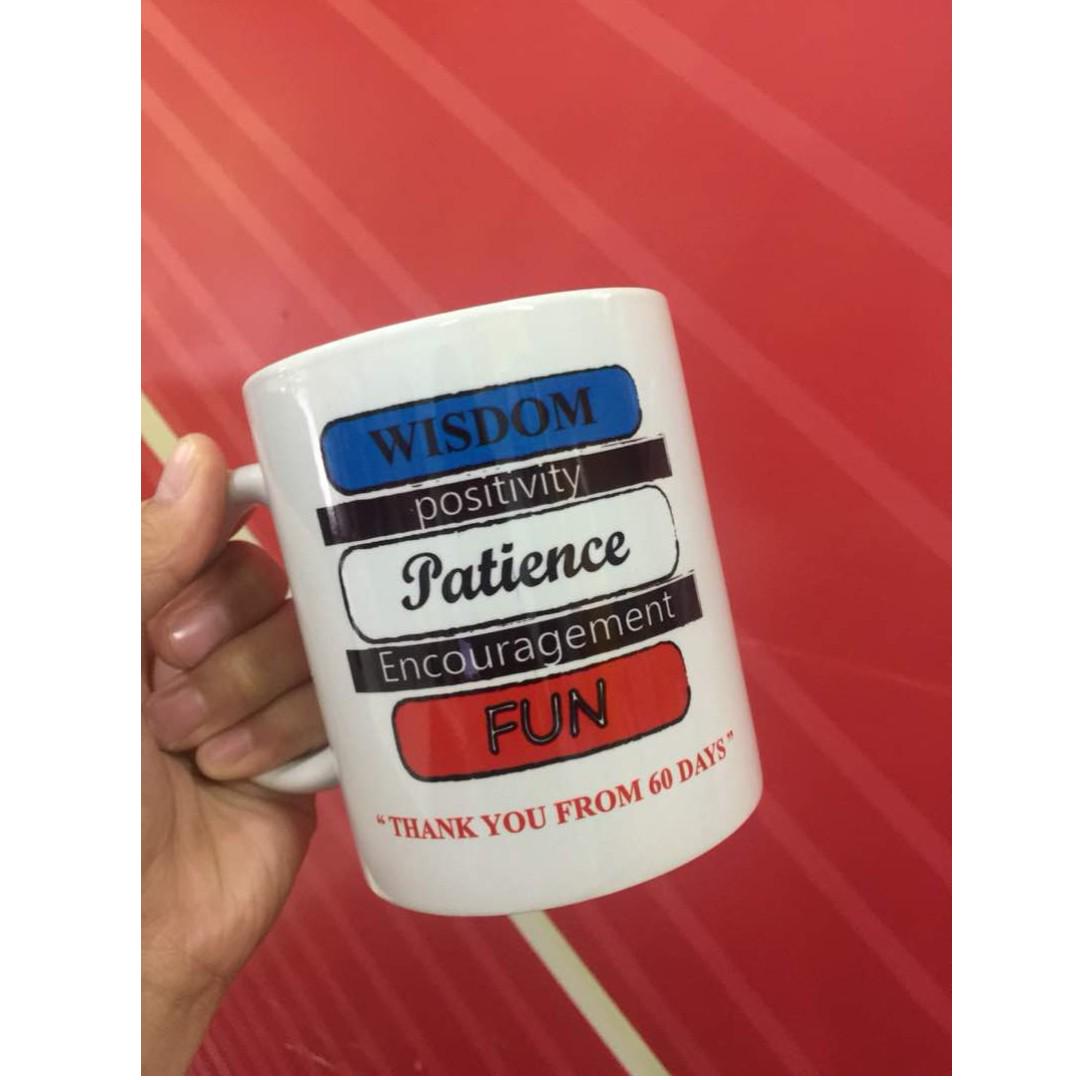 WISDOM
positivity
Patience
Encouragement
FUN
“THANK YOU FROM 60 DAYS”